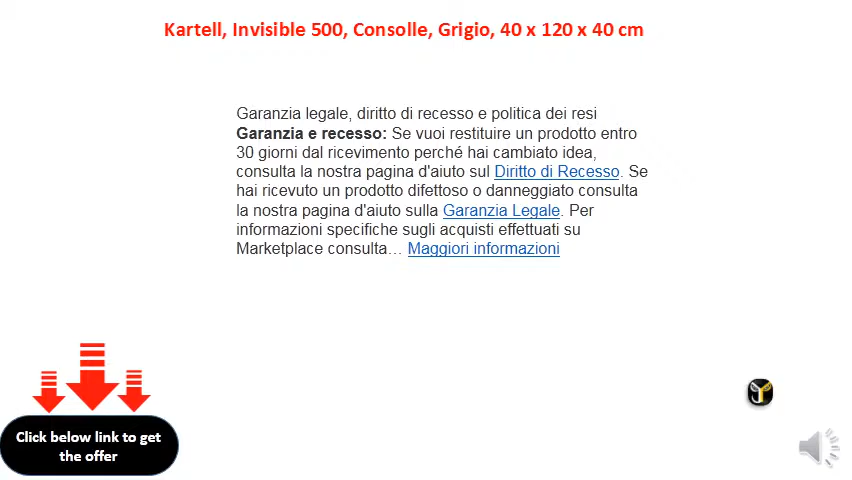 Kartell, Invisible 500, Consolle, Grigio, 40 x 120 x 40 cm
Garanzia legale, diritto di recesso e politica dei resi
Garanzia e recesso: Se vuoi restituire un prodotto entro
30 giorni dal ricevimento perché hai cambiato idea,
consulta la nostra pagina d'aiuto sul Diritto di Recesso. Se
hai ricevuto un prodotto difettoso o danneggiato consulta
la nostra pagina d'aiuto sulla Garanzia Legale. Per
informazioni specifiche sugli acquisti effettuati su
Marketplace consulta… Maggiori informazioni
Click below link to get
the offer